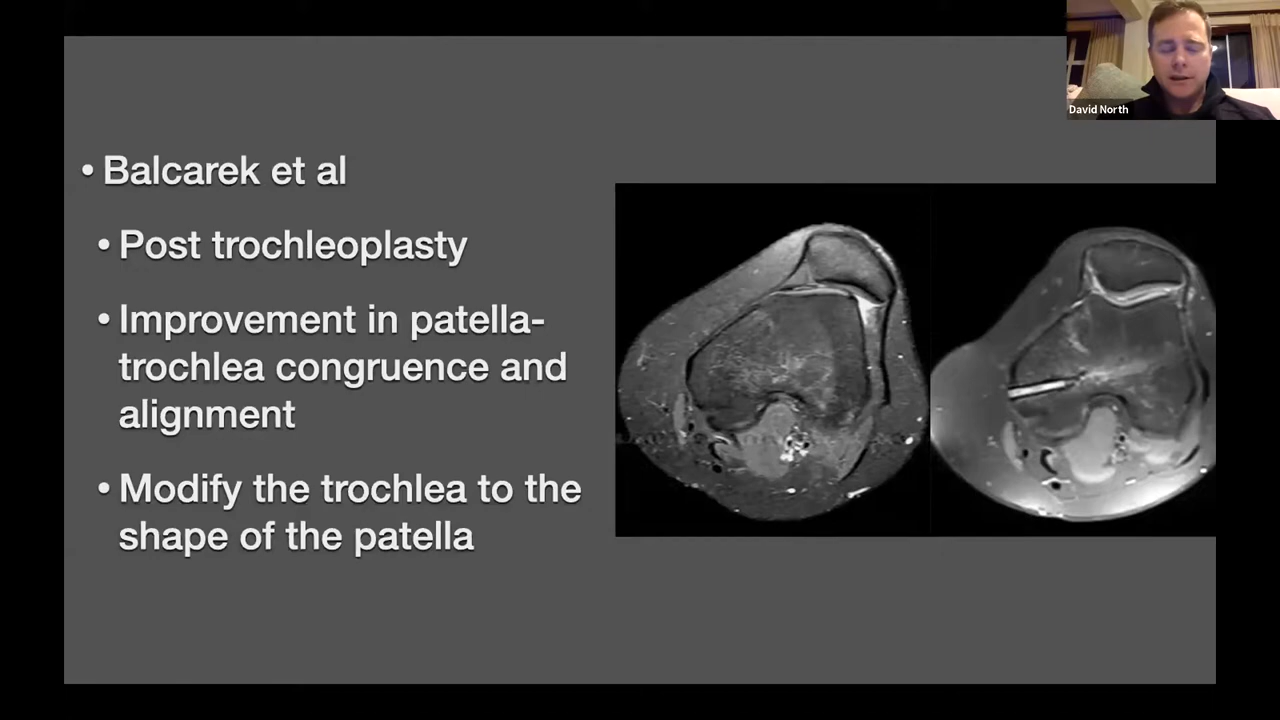 David North
• Balcarek et al
• Post trochleoplasty
• Improvement in patella-
trochlea congruence and
alignment
• Modify the trochlea to the
shape of the patella